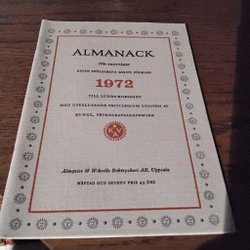 ALMANACK
FÖR SKOTTÅRET
EFTER FRÄLSARENS KRISTI FÖDELSE
1972
TILL LUNDS HORISONT
MED UTESLUTANDE PRIVILEGIUM UTGIVEN AV
KUNGL. VETENSKAPSAKADEMIEN
Almqvist & Wiksells Boktryckeri AB, Uppsala
HÄFTAD OCH SKUREN PRIS 45 ÖRE